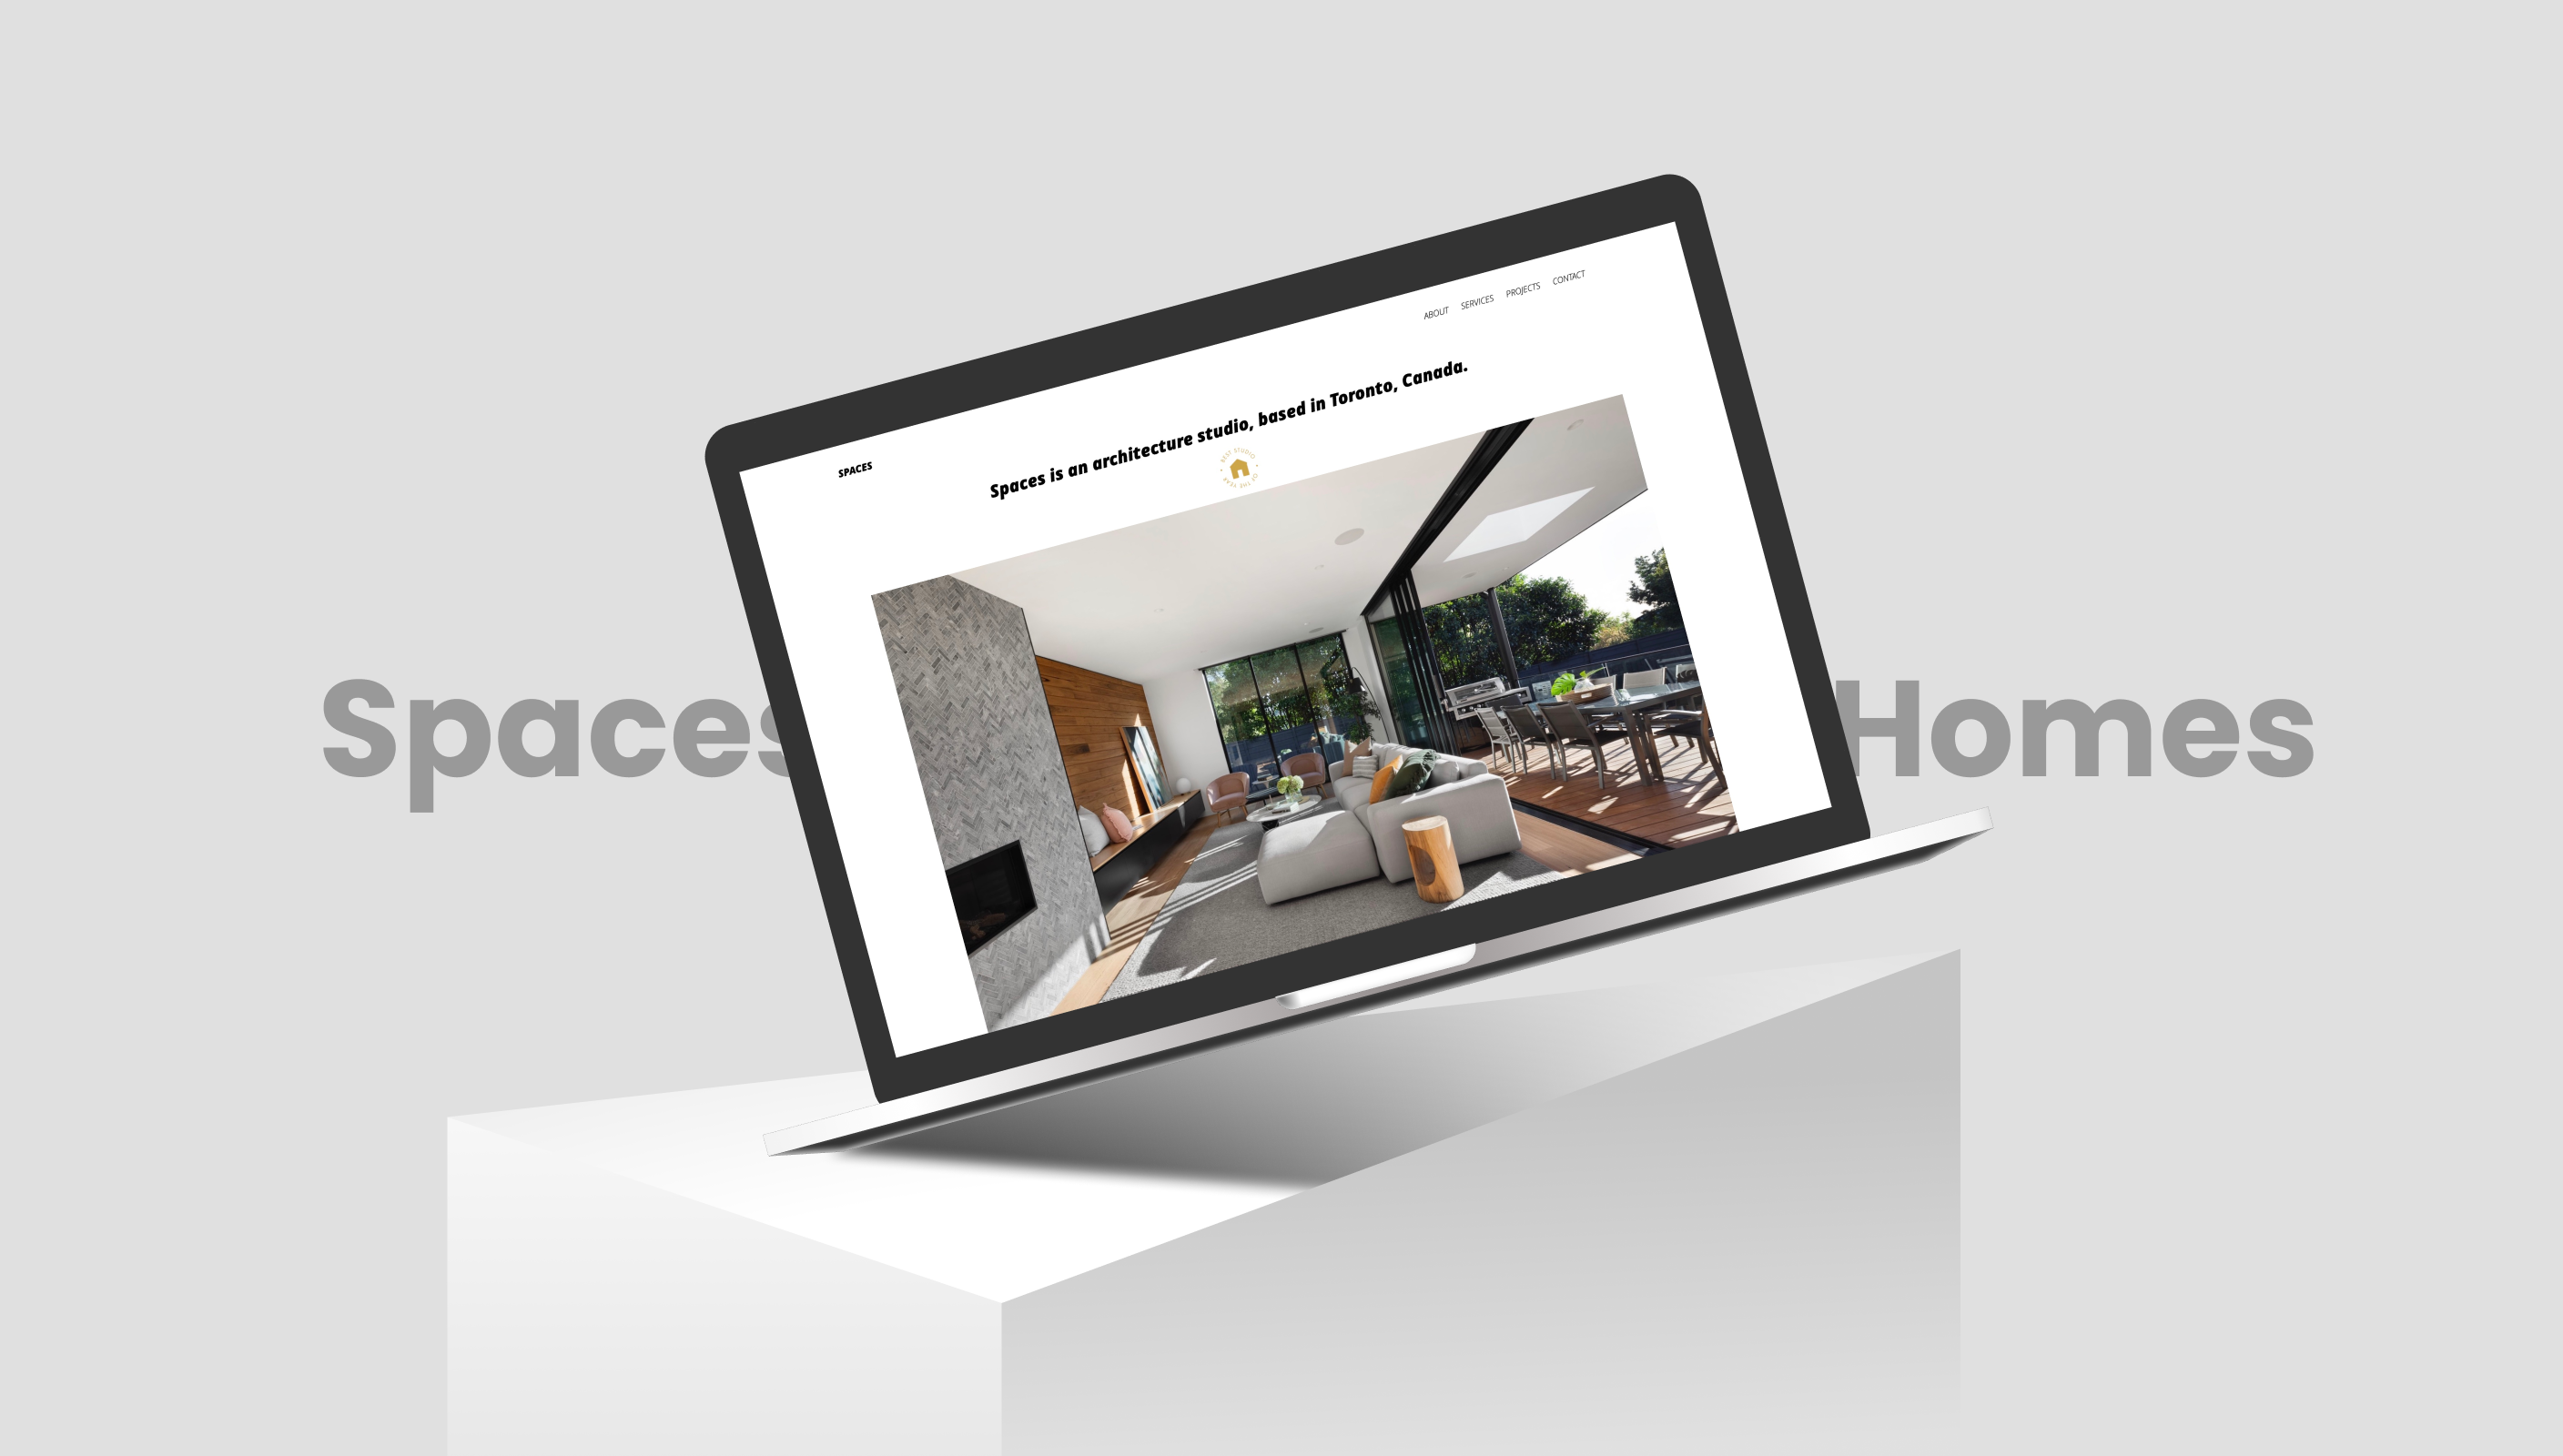 SPACES
ABOUT SERVICES PROJECTS CONTACT
Spaces is an architecture studio, based in Toronto, Canada.
BEST STUDIO
OF THE YEAR
Spaces Homes